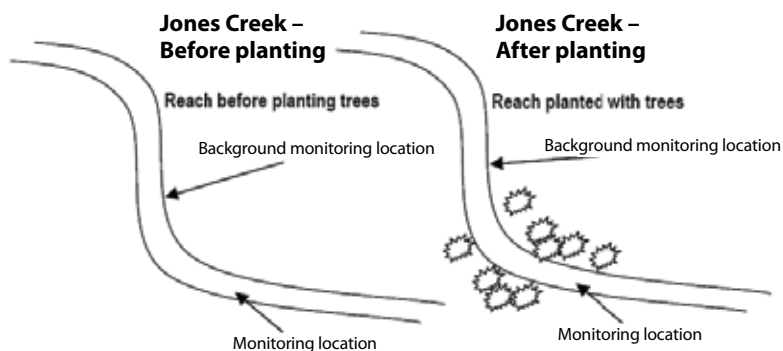 Jones Creek –
Before planting
Reach before planting trees
Background monitoring location
Monitoring location
Jones Creek –
After planting
Reach planted with trees
Background monitoring location
Monitoring location